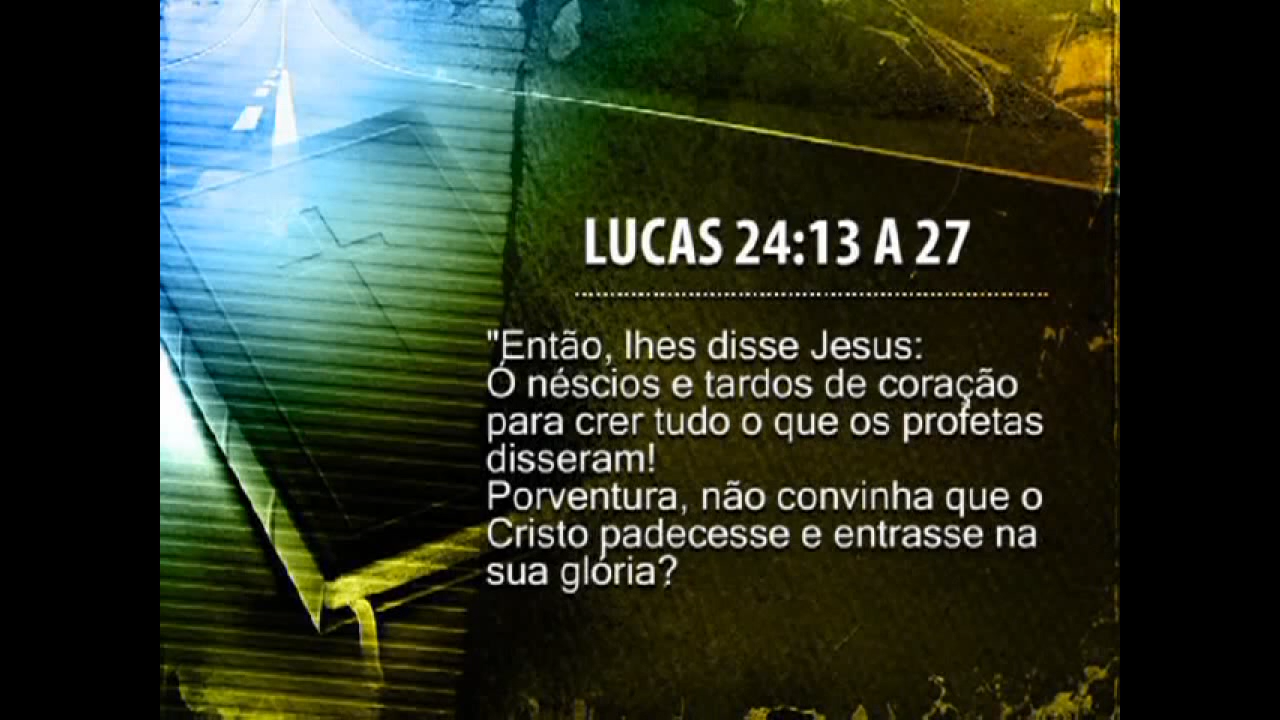 LUCAS 24:13 A 27
"Então, lhes disse Jesus:
Ó néscios e tardos de coração
para crer tudo o que os profetas
disseram!
Porventura, não convinha que o
Cristo padecesse e entrasse na
sua glória?